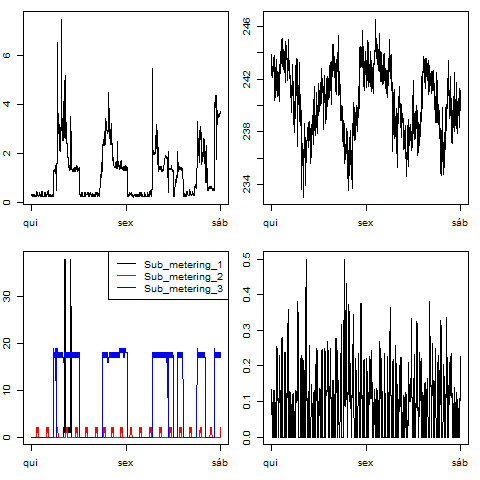 0 2 4 6
qui sex sáb
234 238 242 246
qui sex sáb
0 10 20 30
Sub_metering_1
Sub_metering_2
Sub_metering_3
qui sex sáb
0.0 0.1 0.2 0.3 0.4 0.5
qui sex sáb